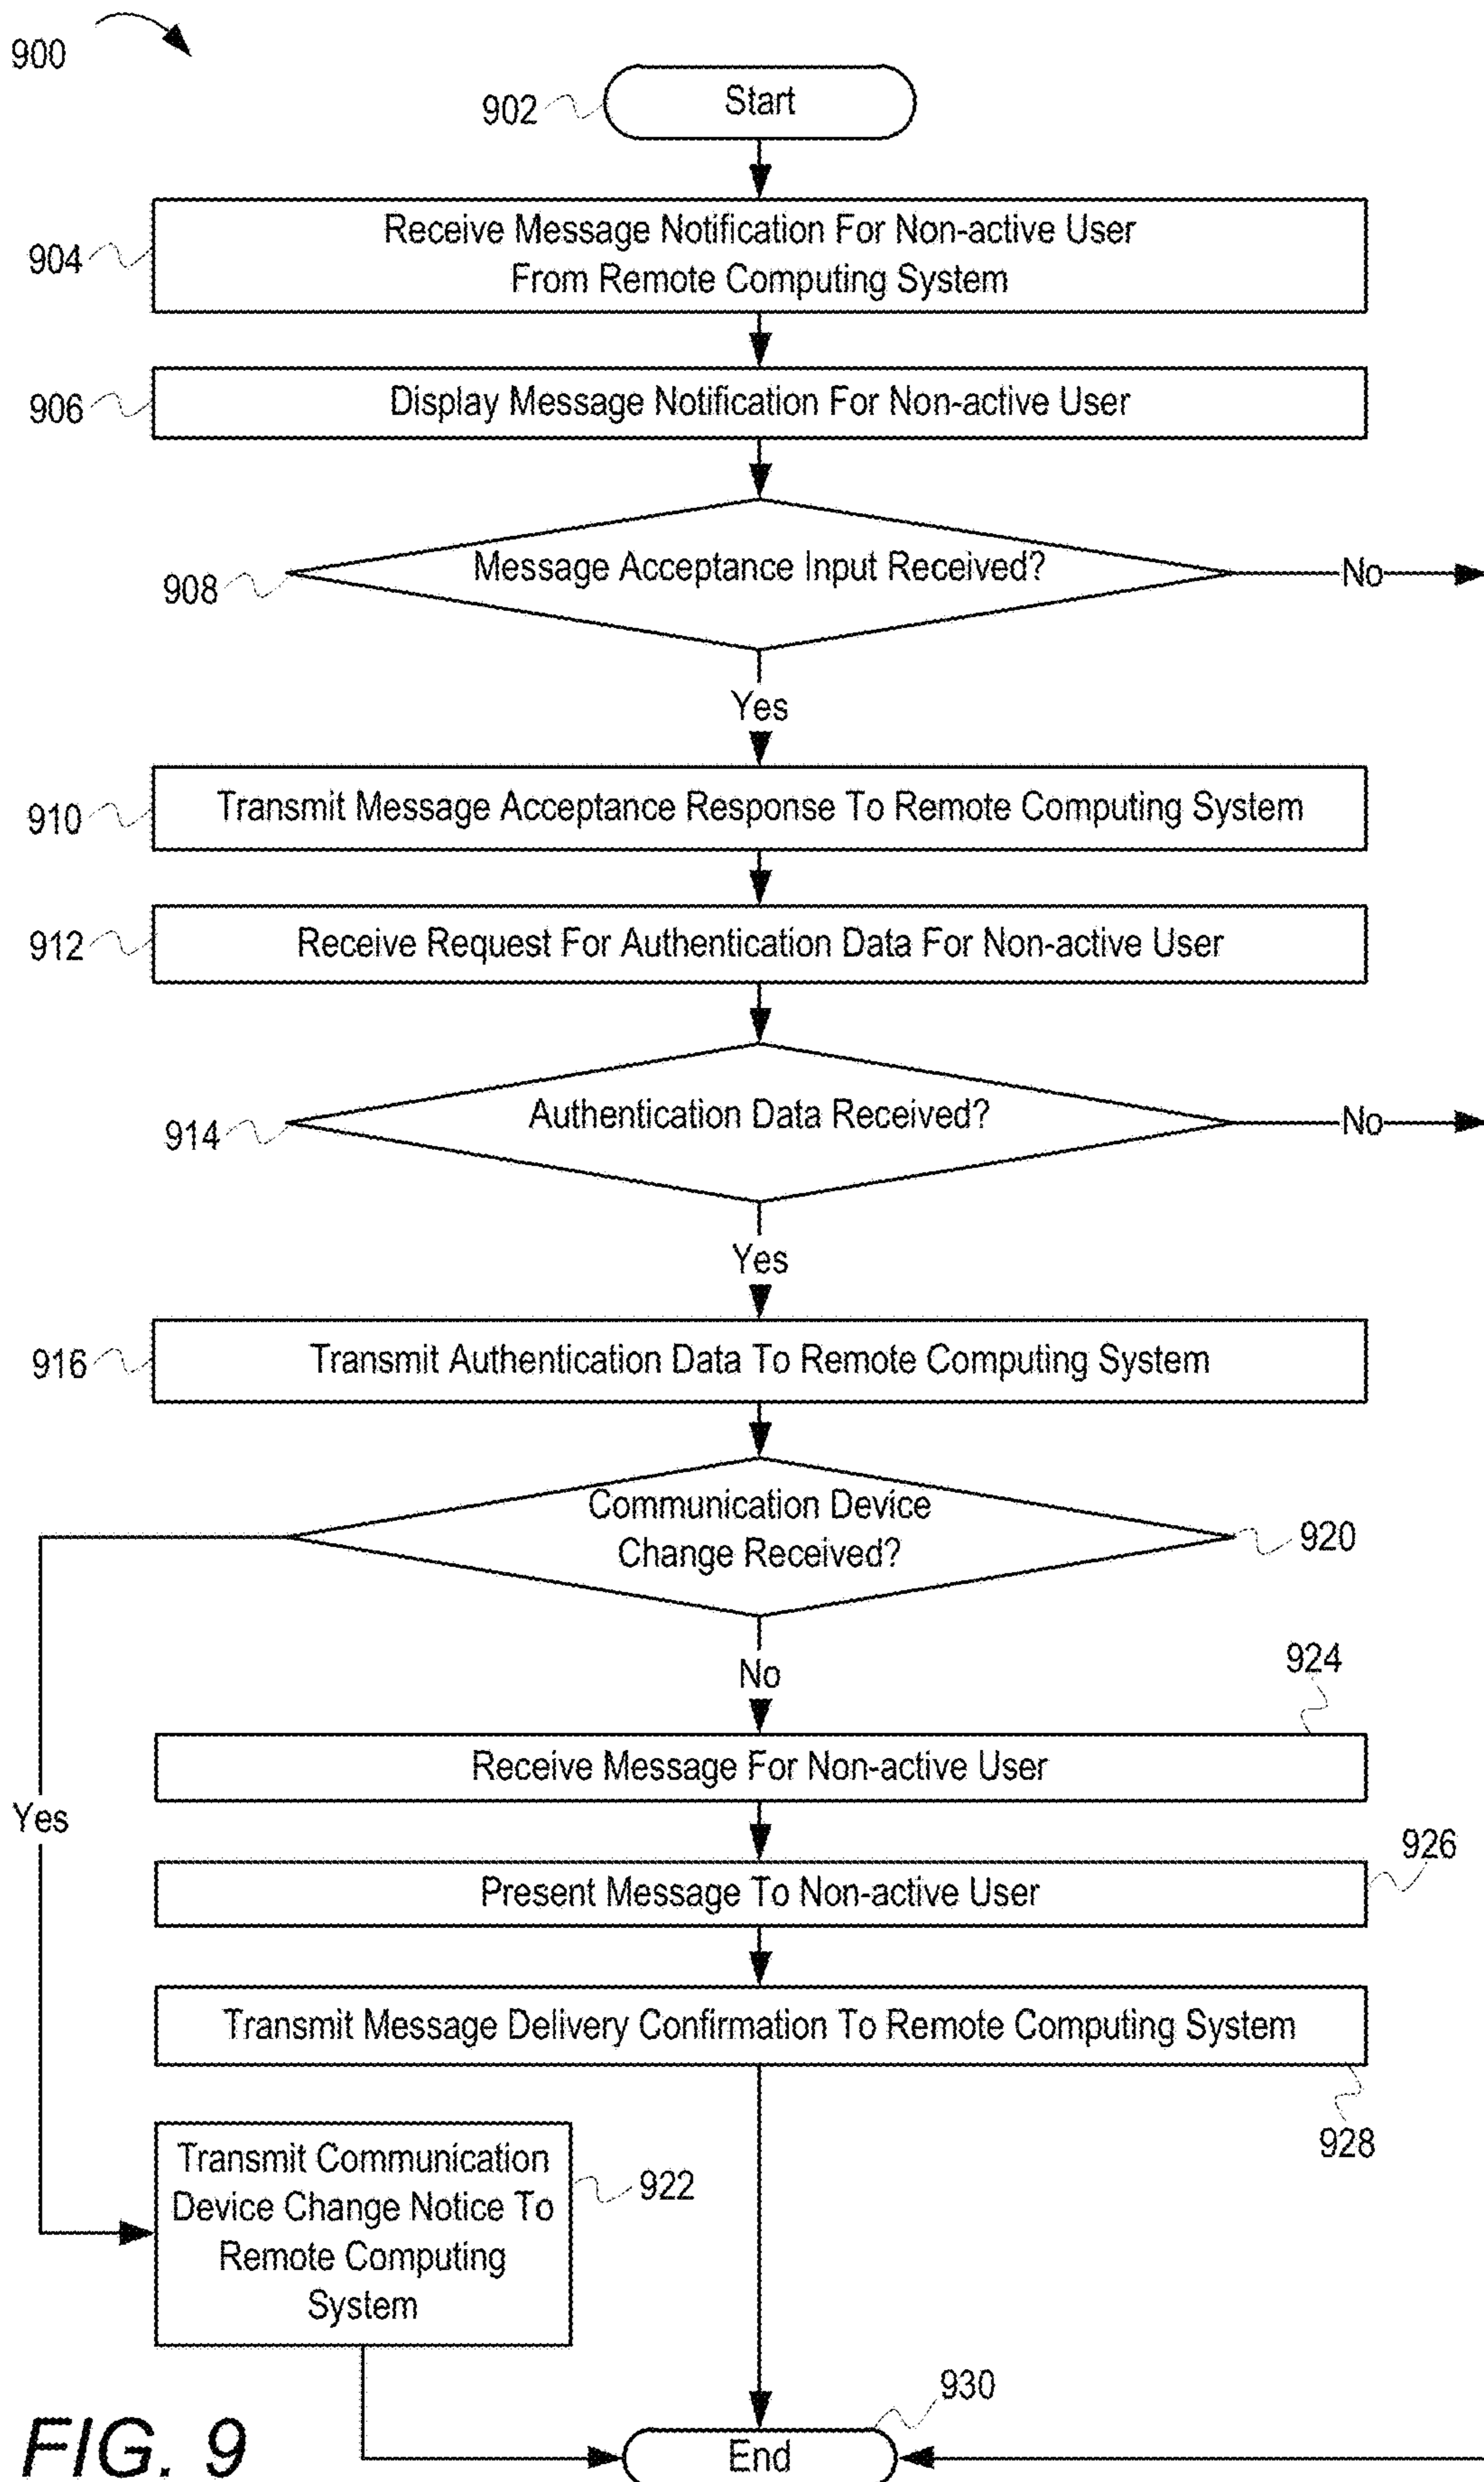 900
902
Start
904
Receive Message Notification For Non-active User
From Remote Computing System
906
Display Message Notification For Non-active User
908
Message Acceptance Input Received?
No
Yes
910
Transmit Message Acceptance Response To Remote Computing System
912
Receive Request For Authentication Data For Non-active User
914
Authentication Data Received?
No
Yes
916
Transmit Authentication Data To Remote Computing System
Communication Device
Change Received?
920
No
924
Receive Message For Non-active User
Yes
926
Present Message To Non-active User
Transmit Message Delivery Confirmation To Remote Computing System
928
Transmit Communication
Device Change Notice To
Remote Computing
System
922
930
End
FIG. 9